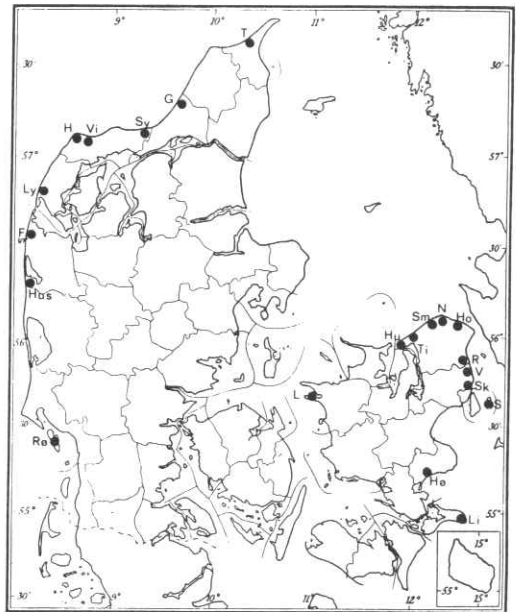 9° 10° 11° 12°
30'
T
30'
G
Sy
H Vi
57°
57°
Ly
F
30'
Hus
N
Sm Ho
56°
Hu Ti
R°
V
L Sk
S
30'
30'
Rø
Hø
55°
Li
55°
15°
55° 15°
30'
9° 10° 11° 12°
30'